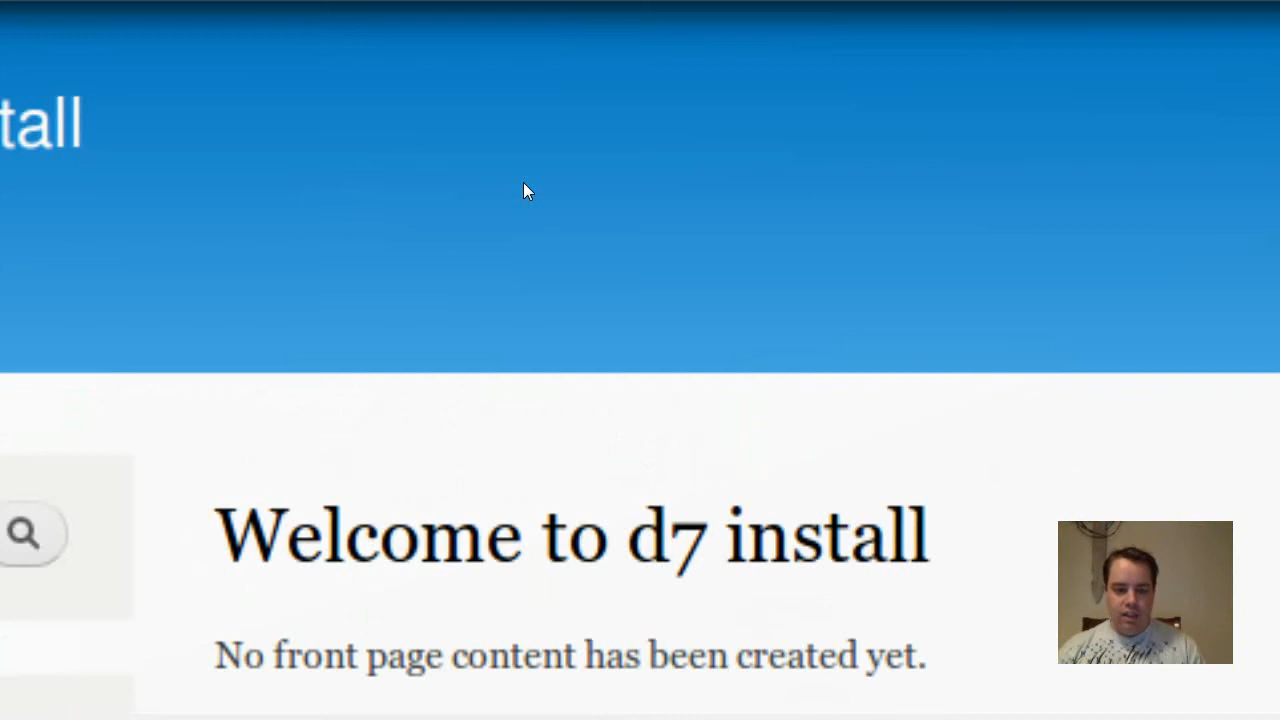 tall
Welcome to d7 install
No front page content has been created yet.